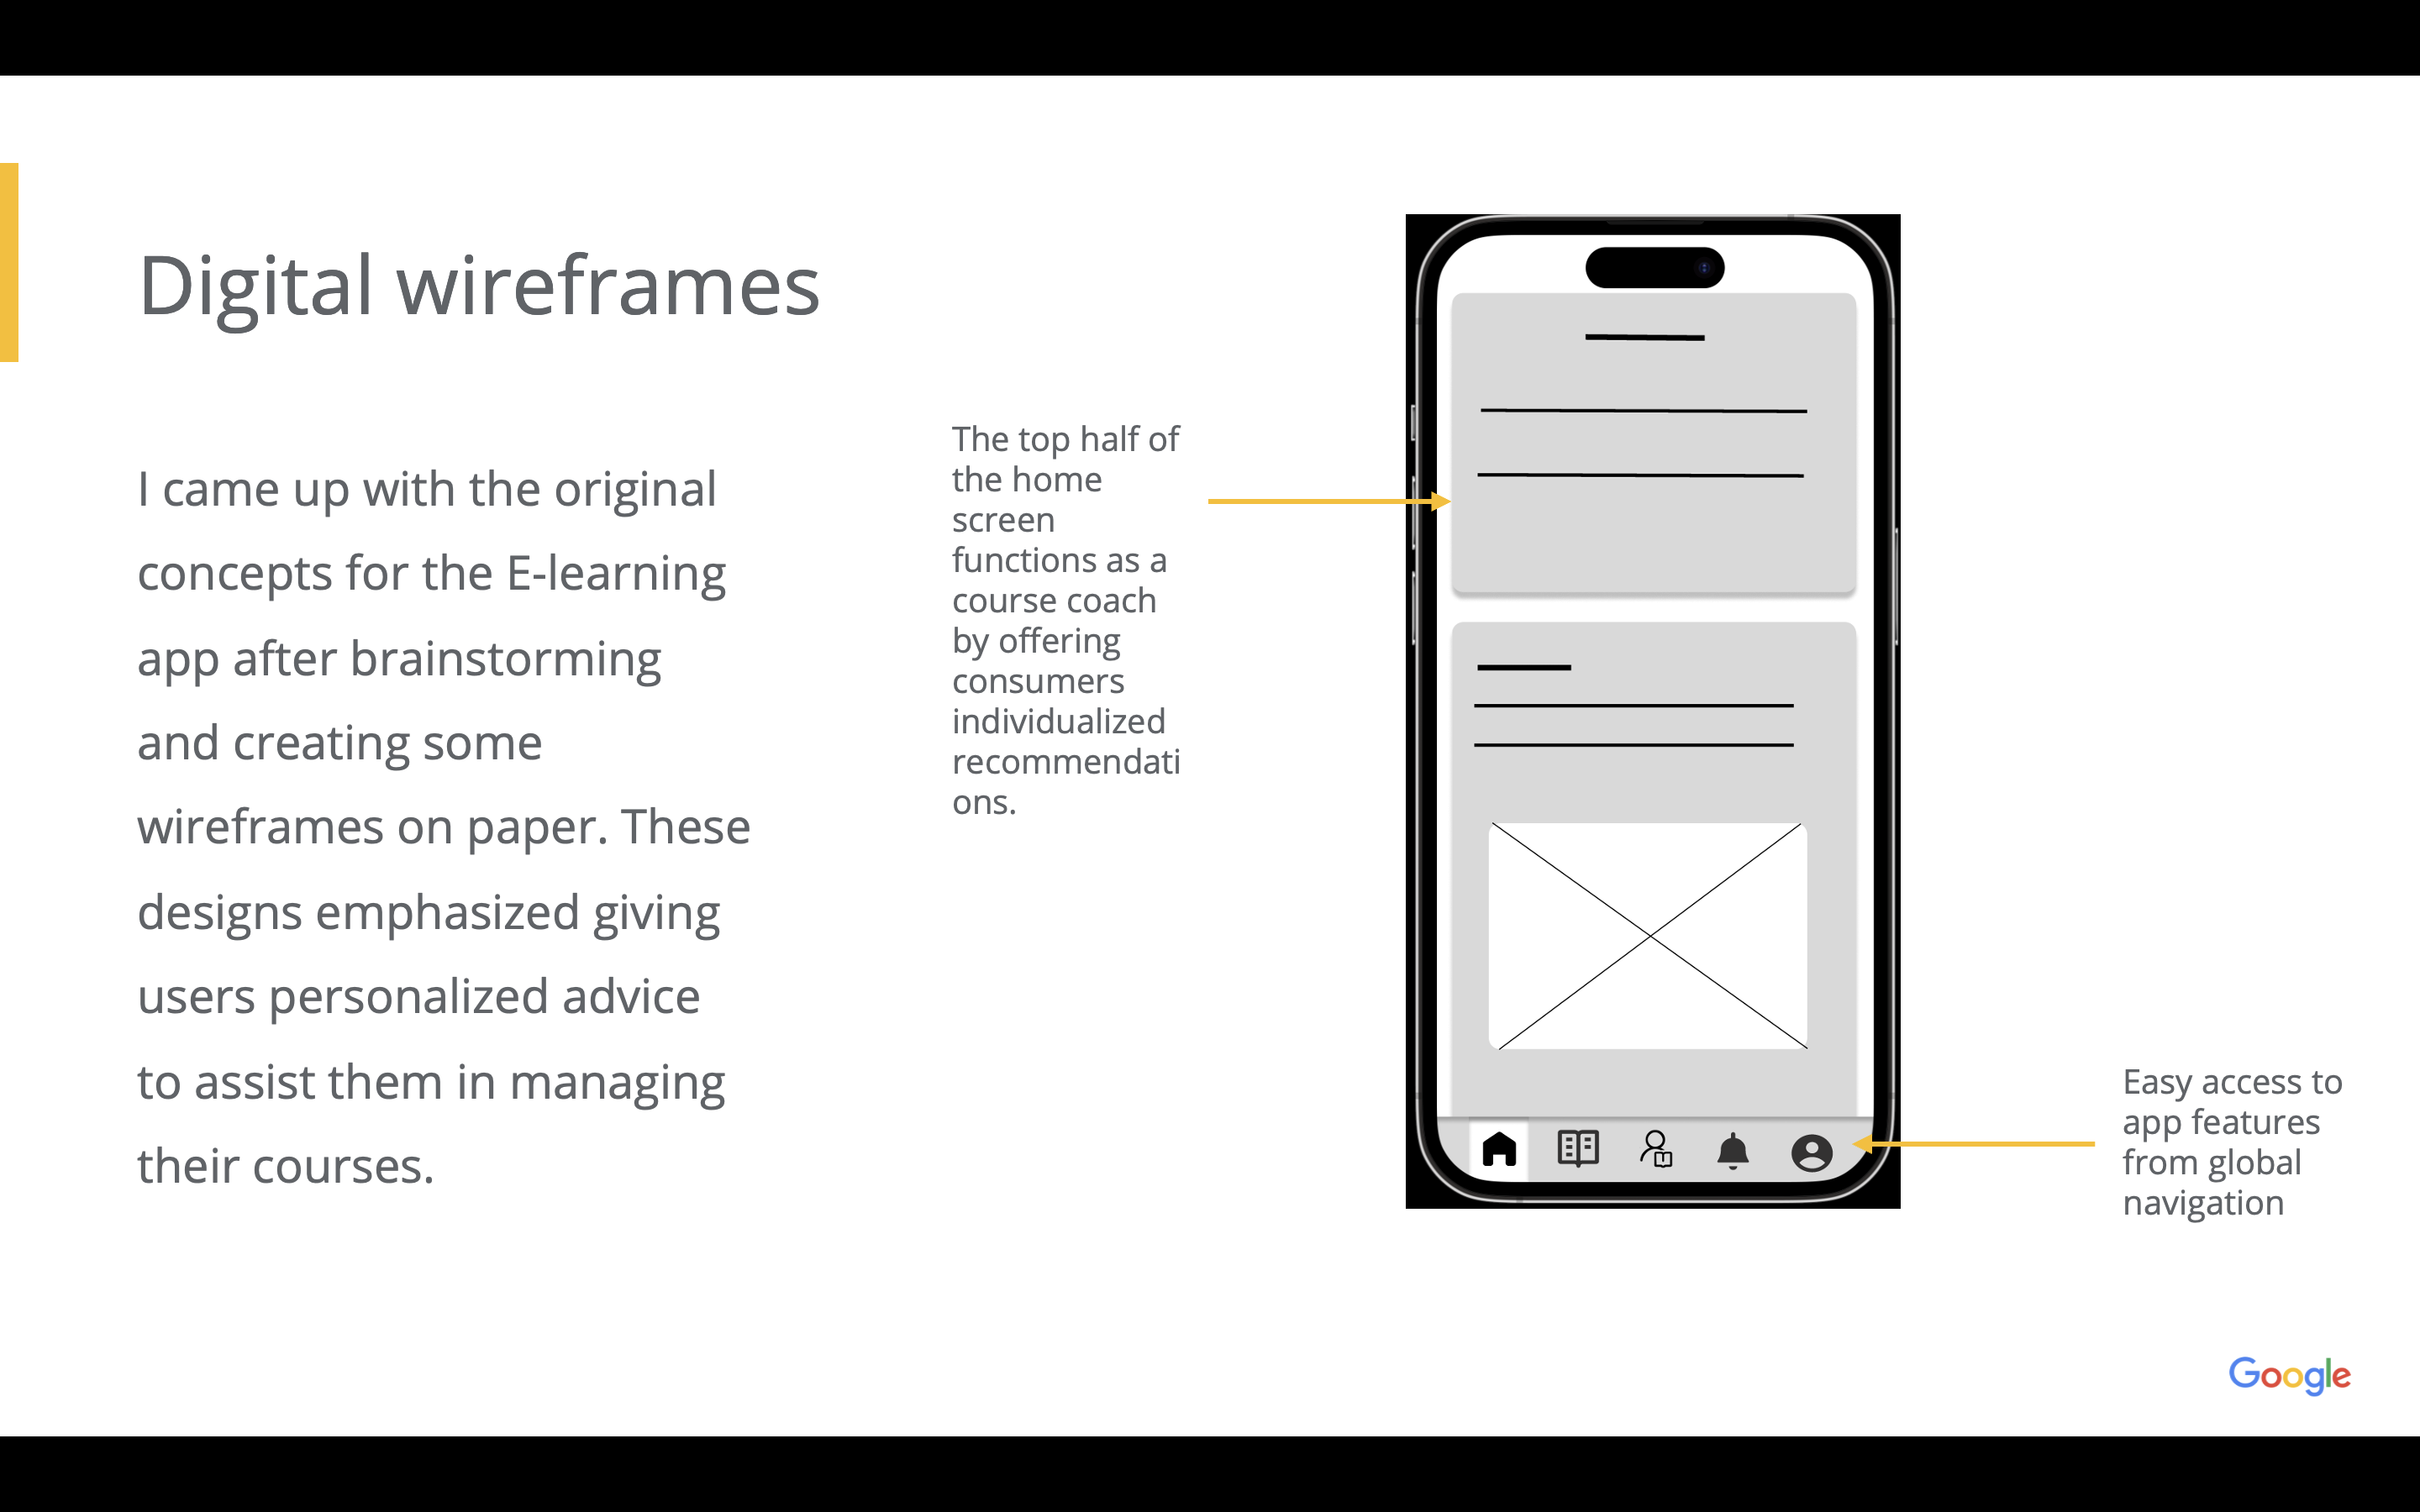 Digital wireframes
I came up with the original
concepts for the E-learning
app after brainstorming
and creating some
wireframes on paper. These
designs emphasized giving
users personalized advice
to assist them in managing
their courses.
The top half of
the home
screen
functions as a
course coach
by offering
consumers
individualized
recommendati
ons.
Easy access to
app features
from global
navigation
Google